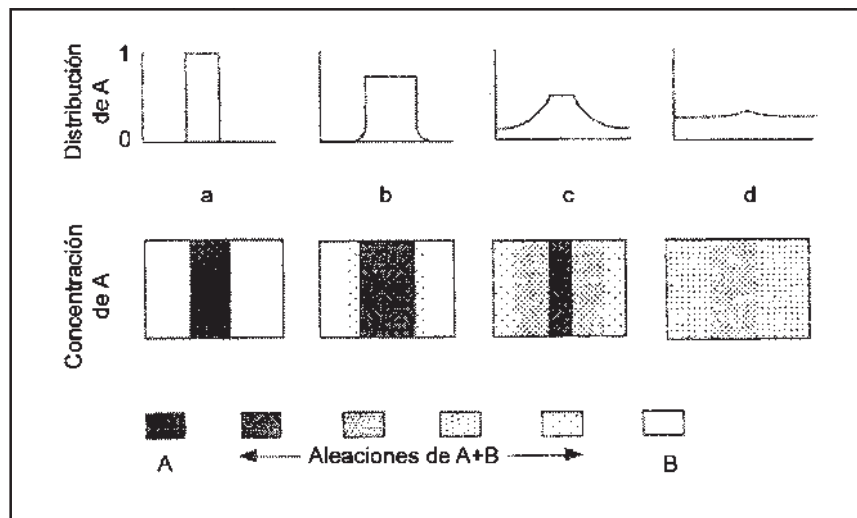 Distribución
de A
1
0
a b c d
Concentración
de A
A Aleaciones de A+B B